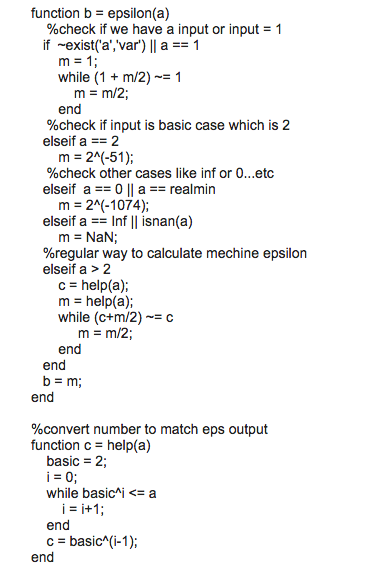 function b = epsilon(a)
%check if we have a input or input = 1
if ~exist('a','var') || a == 1
m = 1;
while (1 + m/2) ~= 1
m = m/2;
end
%check if input is basic case which is 2
elseif a == 2
m = 2^(-51);
%check other cases like inf or 0...etc
elseif a == 0 || a == realmin
m = 2^(-1074);
elseif a == Inf || isnan(a)
m = NaN;
%regular way to calculate mechine epsilon
elseif a > 2
c = help(a);
m = help(a);
while (c+m/2) ~= c
m = m/2;
end
end
b = m;
end
%convert number to match eps output
function c = help(a)
basic = 2;
i = 0;
while basic^i <= a
i = i+1;
end
c = basic^(i-1);
end